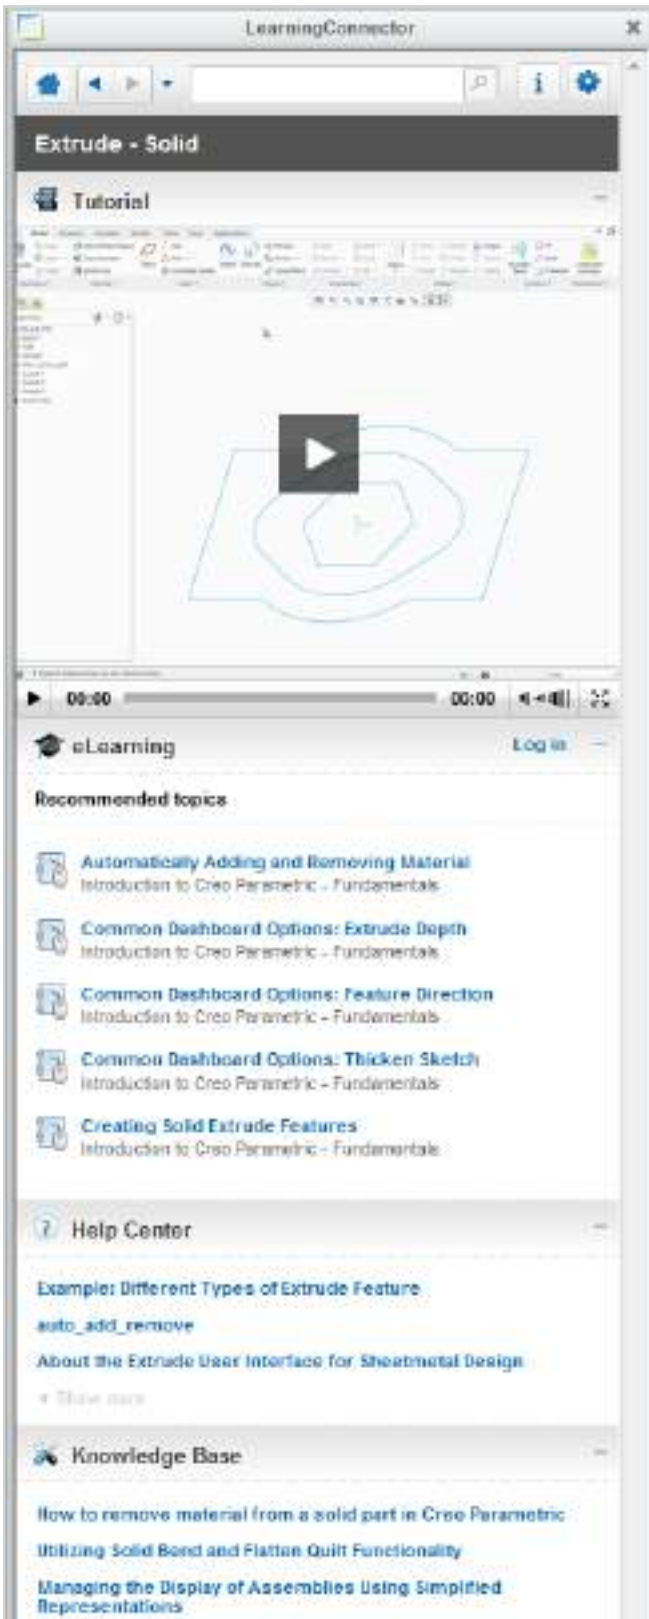 LearningConnector
Extrude - Solid
Tutorial
00:00
00:00
eLearning
Log in
Recommended topics
Automatically Adding and Removing Material
Introduction to Creo Parametric - Fundamentals
Common Dashboard Options: Extrude Depth
Introduction to Creo Parametric - Fundamentals
Common Dashboard Options: Feature Direction
Introduction to Creo Parametric - Fundamentals
Common Dashboard Options: Thicken Sketch
Introduction to Creo Parametric - Fundamentals
Creating Solid Extrude Features
Introduction to Creo Parametric - Fundamentals
Help Center
Example: Different Types of Extrude Feature
auto_add_remove
About the Extrude User Interface for Sheetmetal Design
Show more
Knowledge Base
How to remove material from a solid part in Creo Parametric
Utilizing Solid Bend and Flatten Quilt Functionality
Managing the Display of Assemblies Using Simplified
Representations